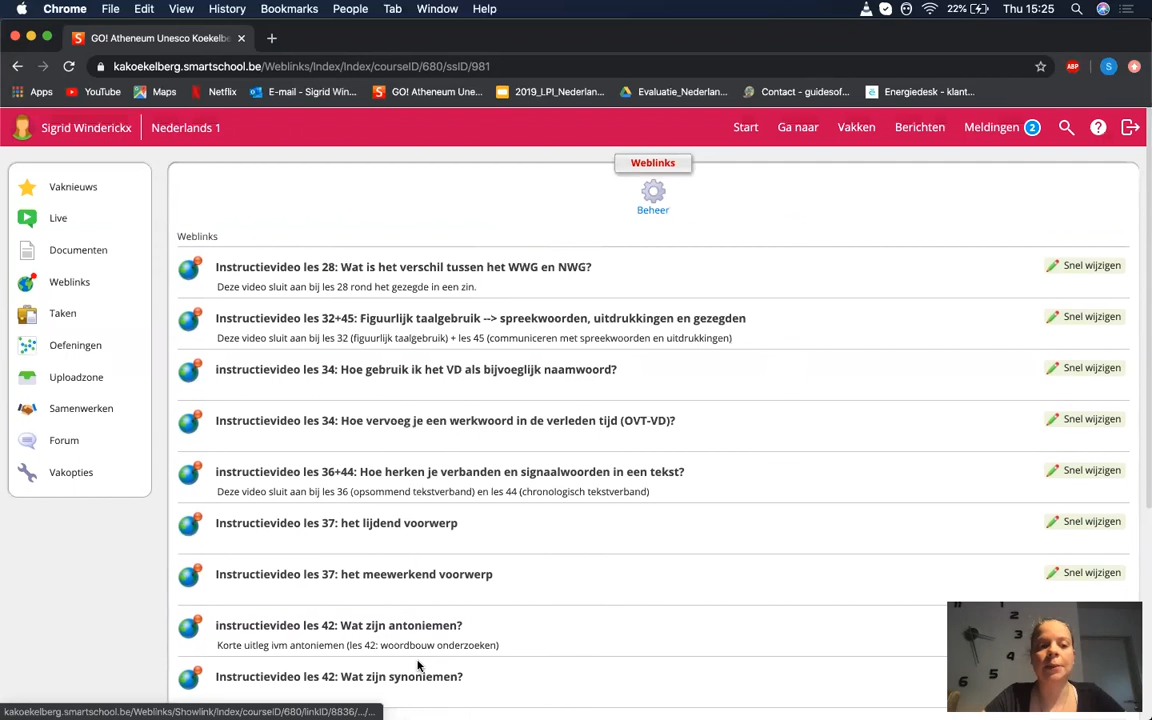 Chrome File Edit View History Bookmarks People Tab Window Help 22% Thu 15:25
GO! Atheneum Unesco Koekelbe
kakoekelberg.smartschool.be/Weblinks/Index/Index/courseID/680/ssID/981 ABP S
Apps YouTube Maps Netflix E-mail - Sigrid Win... GO! Atheneum Une... 2019_LPI_Nederlan... Evaluatie_Nederlan... Contact - guidesof... Energiedesk - klant...
Sigrid Winderickx Nederlands 1 Start Ga naar Vakken Berichten Meldingen 2
Vaknieuws
Live
Documenten
Weblinks
Taken
Oefeningen
Uploadzone
Samenwerken
Forum
Vakopties
Weblinks
Beheer
Weblinks
Instructievideo les 28: Wat is het verschil tussen het WWG en NWG? Snel wijzigen
Deze video sluit aan bij les 28 rond het gezegde in een zin.
Instructievideo les 32+45: Figuurlijk taalgebruik --> spreekwoorden, uitdrukkingen en gezegden Snel wijzigen
Deze video sluit aan bij les 32 (figuurlijk taalgebruik) + les 45 (communiceren met spreekwoorden en uitdrukkingen)
instructievideo les 34: Hoe gebruik ik het VD als bijvoeglijk naamwoord? Snel wijzigen
Instructievideo les 34: Hoe vervoeg je een werkwoord in de verleden tijd (OVT-VD)? Snel wijzigen
instructievideo les 36+44: Hoe herken je verbanden en signaalwoorden in een tekst? Snel wijzigen
Deze video sluit aan bij les 36 (opsommend tekstverband) en les 44 (chronologisch tekstverband)
Instructievideo les 37: het lijdend voorwerp Snel wijzigen
Instructievideo les 37: het meewerkend voorwerp Snel wijzigen
instructievideo les 42: Wat zijn antoniemen?
Korte uitleg ivm antoniemen (les 42: woordbouw onderzoeken)
Instructievideo les 42: Wat zijn synoniemen?
kakoekelberg.smartschool.be/Weblinks/Showlink/Index/courseID/680/linkID/8836/.../...
2
3
4
5
6